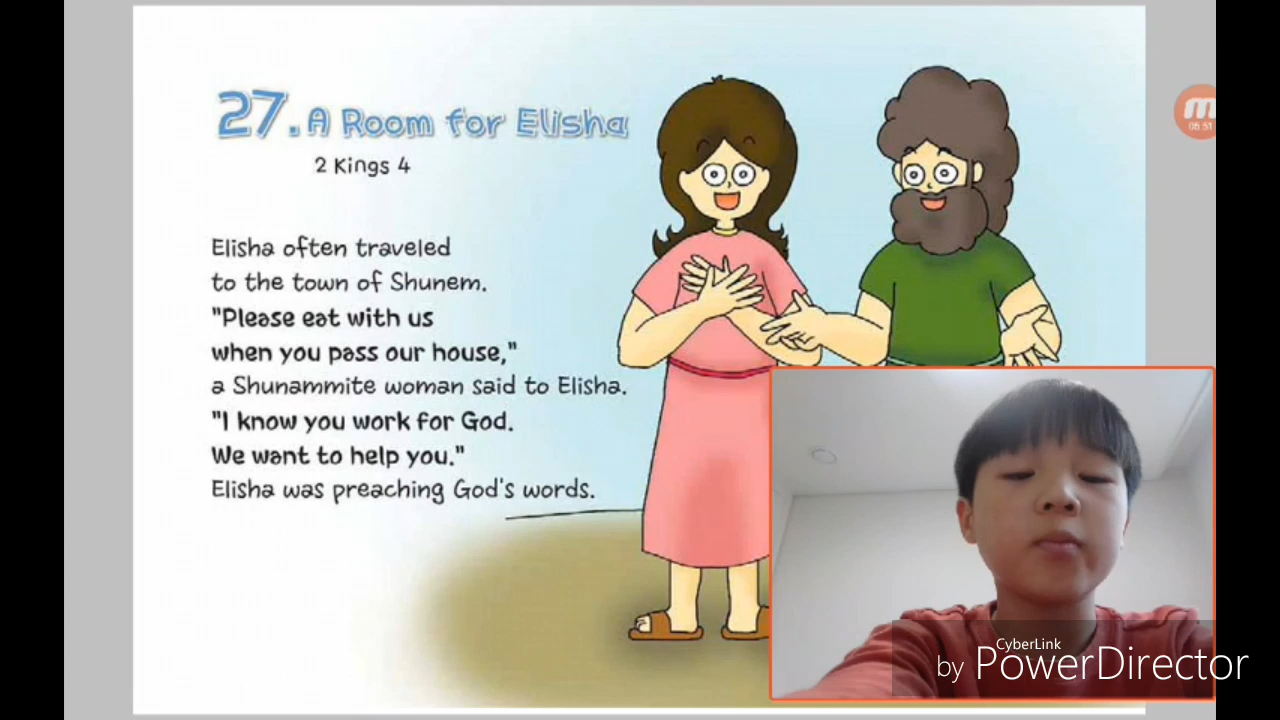 27. A Room for Elisha
2 Kings 4
Elisha often traveled
to the town of Shunem.
"Please eat with us
when you pass our house,"
a Shunammite woman said to Elisha.
"I know you work for God.
We want to help you."
Elisha was preaching God's words.
m
05:51
CyberLink
by PowerDirector